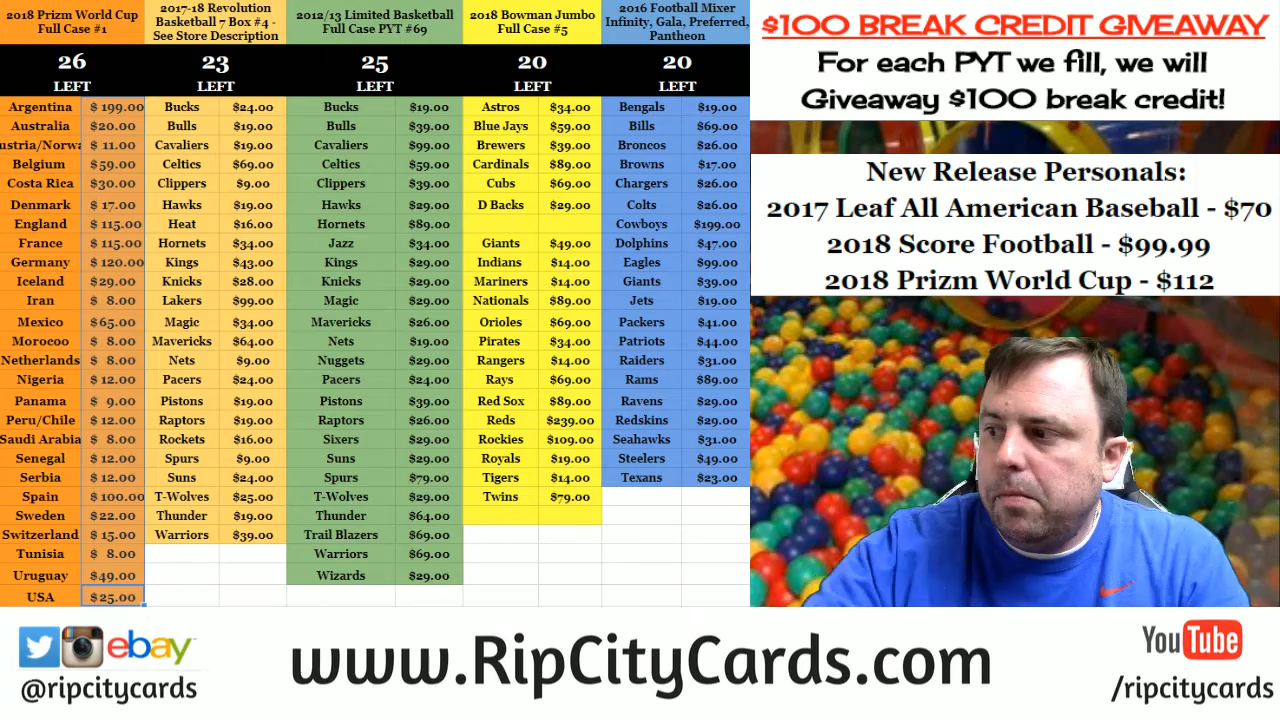 2018 Prizm World Cup
Full Case #1
26
LEFT
Argentina $ 199.00
Australia $20.00
ustria/Norwa $ 11.00
Belgium $59.00
Costa Rica $30.00
Denmark $ 17.00
England $ 115.00
France $ 115.00
Germany $ 120.00
Iceland $29.00
Iran $ 8.00
Mexico $65.00
Morocoo $ 8.00
Netherlands $ 8.00
Nigeria $ 12.00
Panama $ 9.00
Peru/Chile $ 12.00
Saudi Arabia $ 8.00
Senegal $ 12.00
Serbia $ 12.00
Spain $ 100.00
Sweden $ 22.00
Switzerland $ 15.00
Tunisia $ 8.00
Uruguay $49.00
USA $25.00
2017-18 Revolution
Basketball 7 Box #4 -
See Store Description
23
LEFT
Bucks $24.00
Bulls $19.00
Cavaliers $19.00
Celtics $69.00
Clippers $9.00
Hawks $19.00
Heat $16.00
Hornets $34.00
Kings $43.00
Knicks $28.00
Lakers $99.00
Magic $34.00
Mavericks $64.00
Nets $9.00
Pacers $24.00
Pistons $19.00
Raptors $19.00
Rockets $16.00
Spurs $9.00
Suns $24.00
T-Wolves $25.00
Thunder $19.00
Warriors $39.00
2012/13 Limited Basketball
Full Case PYT #69
25
LEFT
Bucks $19.00
Bulls $39.00
Cavaliers $99.00
Celtics $59.00
Clippers $39.00
Hawks $29.00
Hornets $89.00
Jazz $34.00
Kings $29.00
Knicks $29.00
Magic $29.00
Mavericks $26.00
Nets $19.00
Nuggets $29.00
Pacers $24.00
Pistons $39.00
Raptors $26.00
Sixers $29.00
Suns $29.00
Spurs $79.00
T-Wolves $29.00
Thunder $64.00
Trail Blazers $69.00
Warriors $69.00
Wizards $29.00
2018 Bowman Jumbo
Full Case #5
20
LEFT
Astros $34.00
Blue Jays $59.00
Brewers $39.00
Cardinals $89.00
Cubs $69.00
D Backs $29.00
Giants $49.00
Indians $14.00
Mariners $14.00
Nationals $89.00
Orioles $69.00
Pirates $34.00
Rangers $14.00
Rays $69.00
Red Sox $89.00
Reds $239.00
Rockies $109.00
Royals $19.00
Tigers $14.00
Twins $79.00
2016 Football Mixer
Infinity, Gala, Preferred,
Pantheon
20
LEFT
Bengals $19.00
Bills $69.00
Broncos $26.00
Browns $17.00
Chargers $26.00
Colts $26.00
Cowboys $199.00
Dolphins $47.00
Eagles $99.00
Giants $39.00
Jets $19.00
Packers $41.00
Patriots $44.00
Raiders $31.00
Rams $89.00
Ravens $29.00
Redskins $29.00
Seahawks $31.00
Steelers $49.00
Texans $23.00
$100 BREAK CREDIT GIVEAWAY
For each PYT we fill, we will
Giveaway $100 break credit!
New Release Personals:
2017 Leaf All American Baseball - $70
2018 Score Football - $99.99
2018 Prizm World Cup - $112
ebay
@ripcitycards
www.RipCityCards.com
YouTube
/ripcitycards